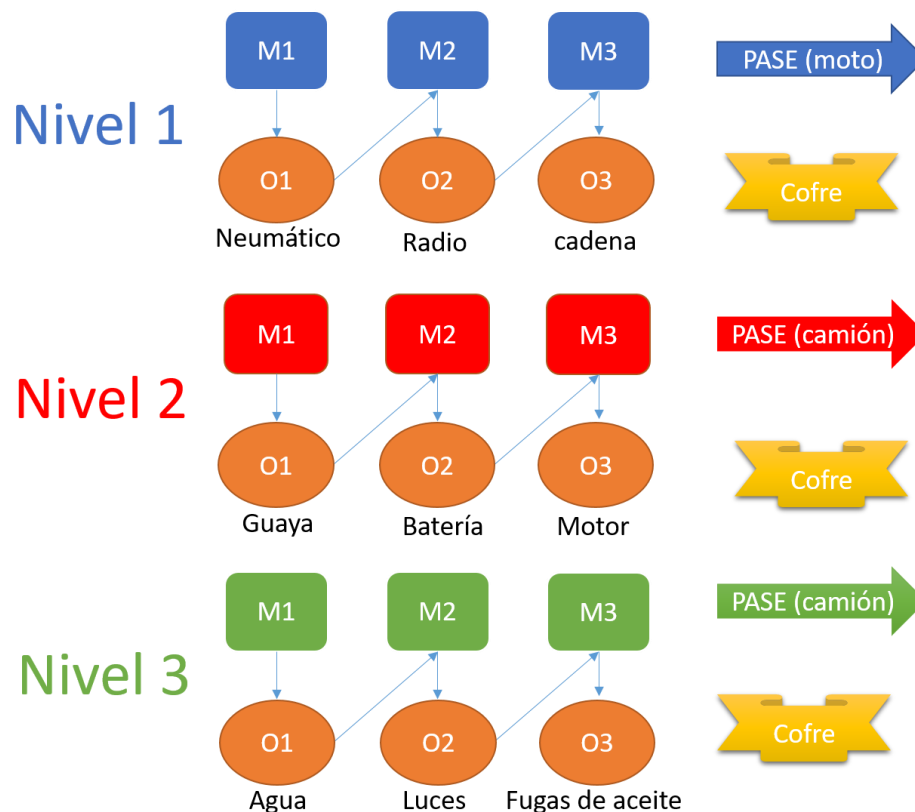 M1
M2
M3
PASE (moto)
Nivel 1
O1
O2
O3
Cofre
Neumático
Radio
cadena
M1
M2
M3
PASE (camión)
Nivel 2
O1
O2
O3
Cofre
Guaya
Batería
Motor
M1
M2
M3
PASE (camión)
Nivel 3
O1
O2
O3
Cofre
Agua
Luces
Fugas de aceite